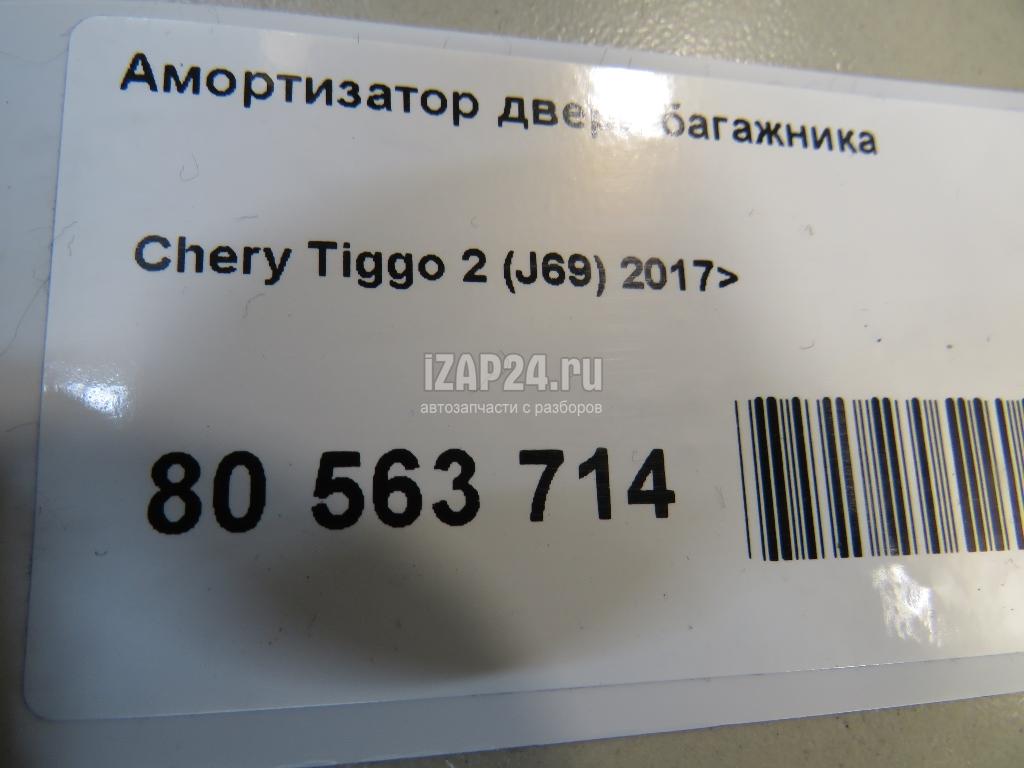 Амортизатор двери багажника
Chery Tiggo 2 (J69) 2017>
iZAP24.ru
автозапчасти с разборов
80 563 714